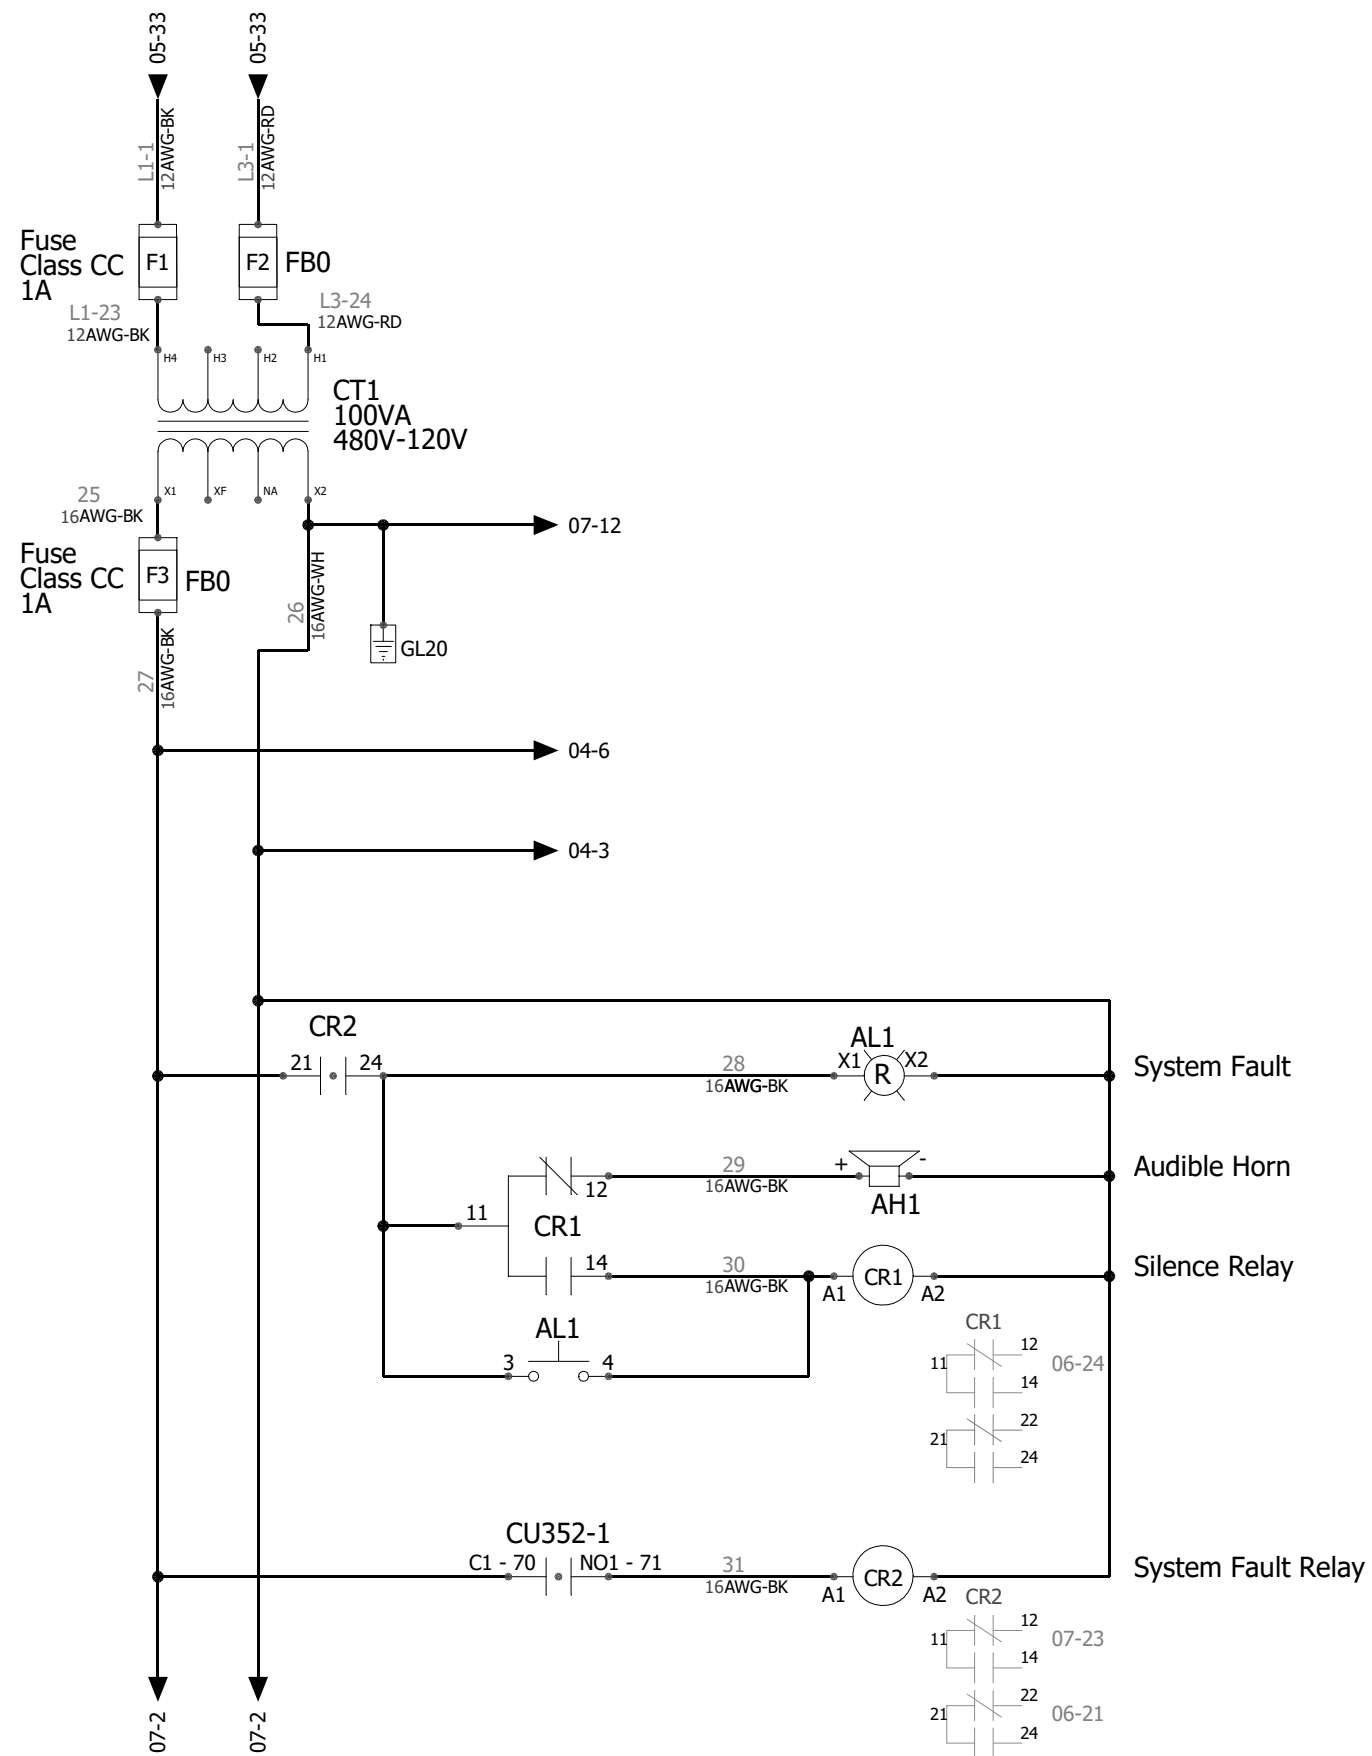 05-33
05-33
L1-1
12AWG-BK
L3-1
12AWG-RD
Fuse
Class CC
1A
F1
F2
FB0
L1-23
12AWG-BK
L3-24
12AWG-RD
H4
H3
H2
H1
CT1
100VA
480V-120V
X1
XF
NA
X2
25
16AWG-BK
07-12
Fuse
Class CC
1A
F3
FB0
26
16AWG-WH
GL20
27
16AWG-BK
04-6
04-3
CR2
21
24
28
16AWG-BK
AL1
X1
R
X2
System Fault
12
29
16AWG-BK
+
-
AH1
Audible Horn
11
CR1
14
30
16AWG-BK
A1
CR1
A2
Silence Relay
AL1
3
4
CR1
11
12
14
06-24
21
22
24
CU352-1
C1 - 70
NO1 - 71
31
16AWG-BK
A1
CR2
A2
System Fault Relay
CR2
11
12
14
07-23
21
22
24
06-21
07-2
07-2